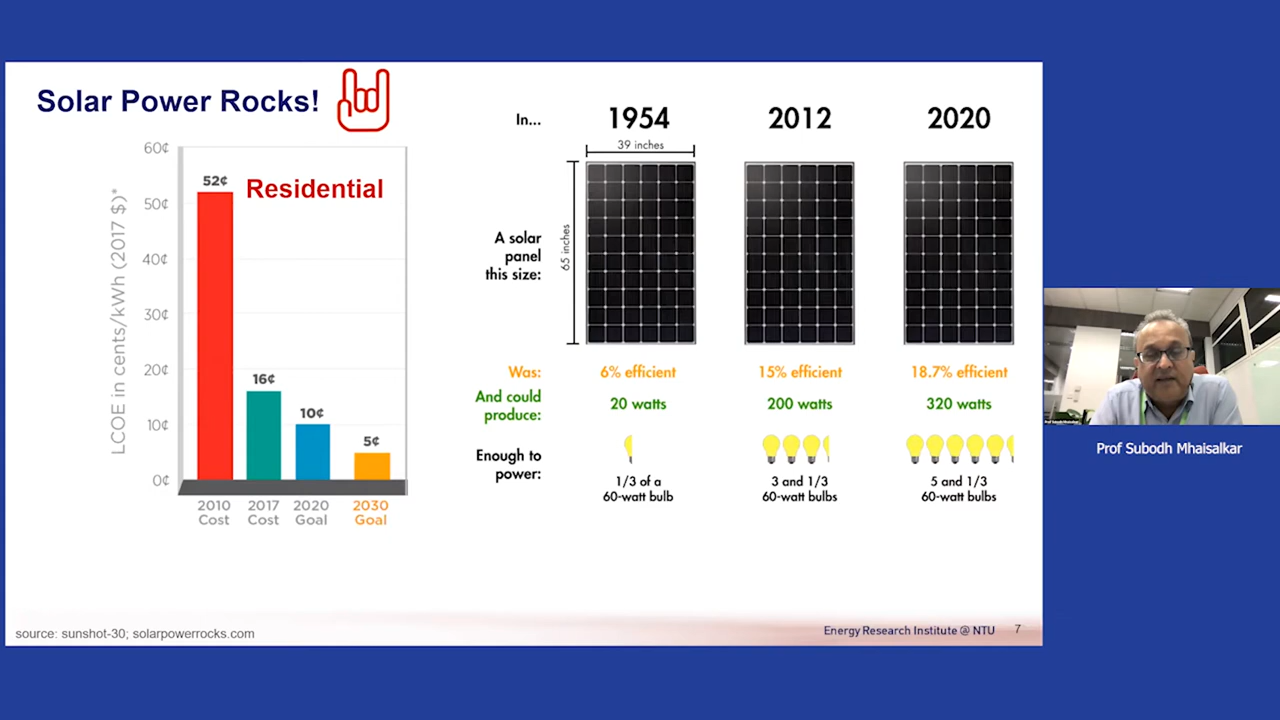 Solar Power Rocks!
60¢
50¢
40¢
30¢
20¢
10¢
0¢
LCOE in cents/kWh (2017 $)*
52¢
Residential
16¢
10¢
5¢
2010 Cost
2017 Cost
2020 Goal
2030 Goal
In... 1954 2012 2020
39 inches
65 inches
A solar
panel
this size:
Was: 6% efficient 15% efficient 18.7% efficient
And could
produce: 20 watts 200 watts 320 watts
Enough to
power:
1/3 of a
60-watt bulb
3 and 1/3
60-watt bulbs
5 and 1/3
60-watt bulbs
source: sunshot-30; solarpowerrocks.com
Energy Research Institute @ NTU 7
Prof Subodh Mhaisalkar
Prof Subodh Mhaisalkar